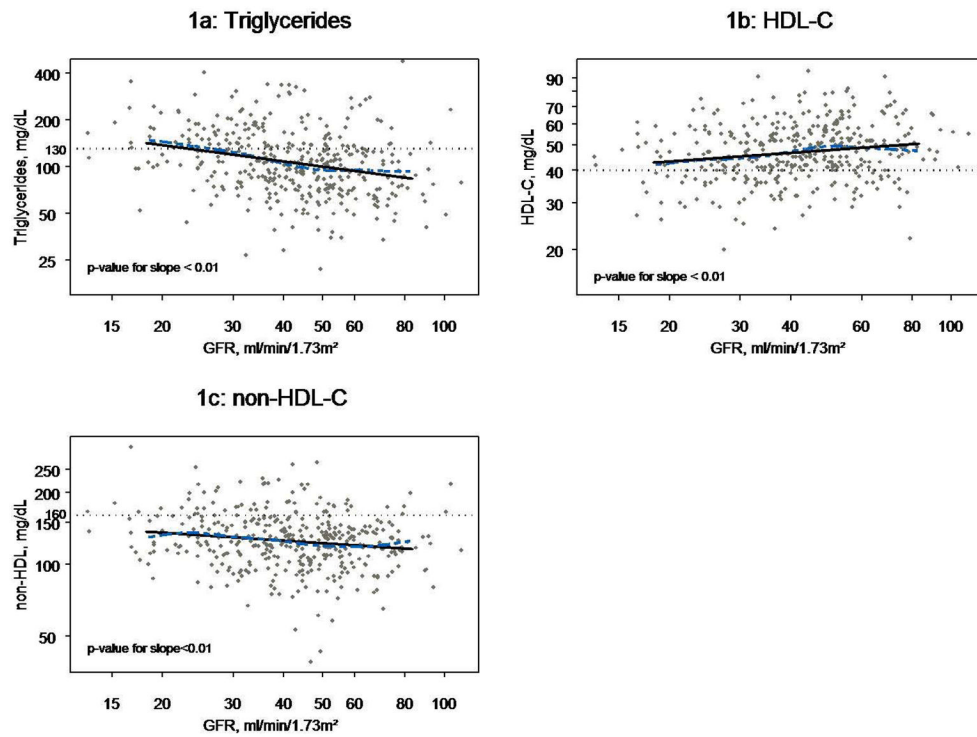 1a: Triglycerides
400
200
130
100
50
25
Triglycerides, mg/dL
p-value for slope < 0.01
15 20 30 40 50 60 80 100
GFR, ml/min/1.73m²
1b: HDL-C
90
70
60
50
40
30
20
HDL-C, mg/dL
p-value for slope < 0.01
15 20 30 40 60 80 100
GFR, ml/min/1.73m²
1c: non-HDL-C
250
200
160
150
100
50
non-HDL, mg/dL
p-value for slope<0.01
15 20 30 40 50 60 80 100
GFR, ml/min/1.73m²